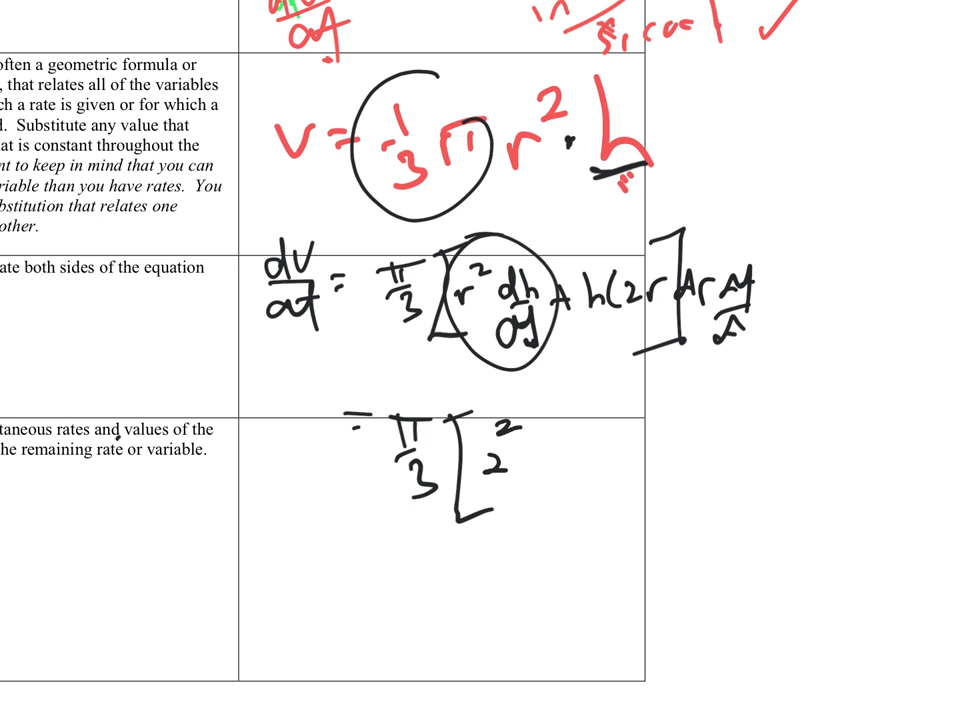 often a geometric formula or
, that relates all of the variables
ch a rate is given or for which a
d. Substitute any value that
at is constant throughout the
nt to keep in mind that you can
riable than you have rates. You
bstitution that relates one
other.
V = 1/3 π r² · h
ate both sides of the equation
dV/dt = π/3 [r² dh/dt + h(2r]
taneous rates and values of the
he remaining rate or variable.
= π/3 [2²